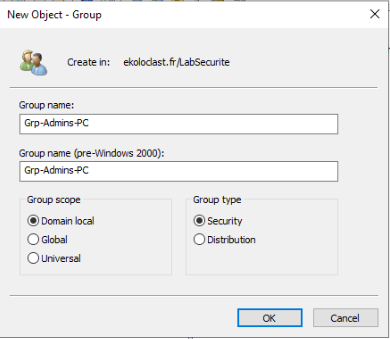 New Object - Group
Create in: ekoloclast.fr/LabSecurite
Group name:
Grp-Admins-PC
Group name (pre-Windows 2000):
Grp-Admins-PC
Group scope
Domain local
Global
Universal
Group type
Security
Distribution
OK
Cancel